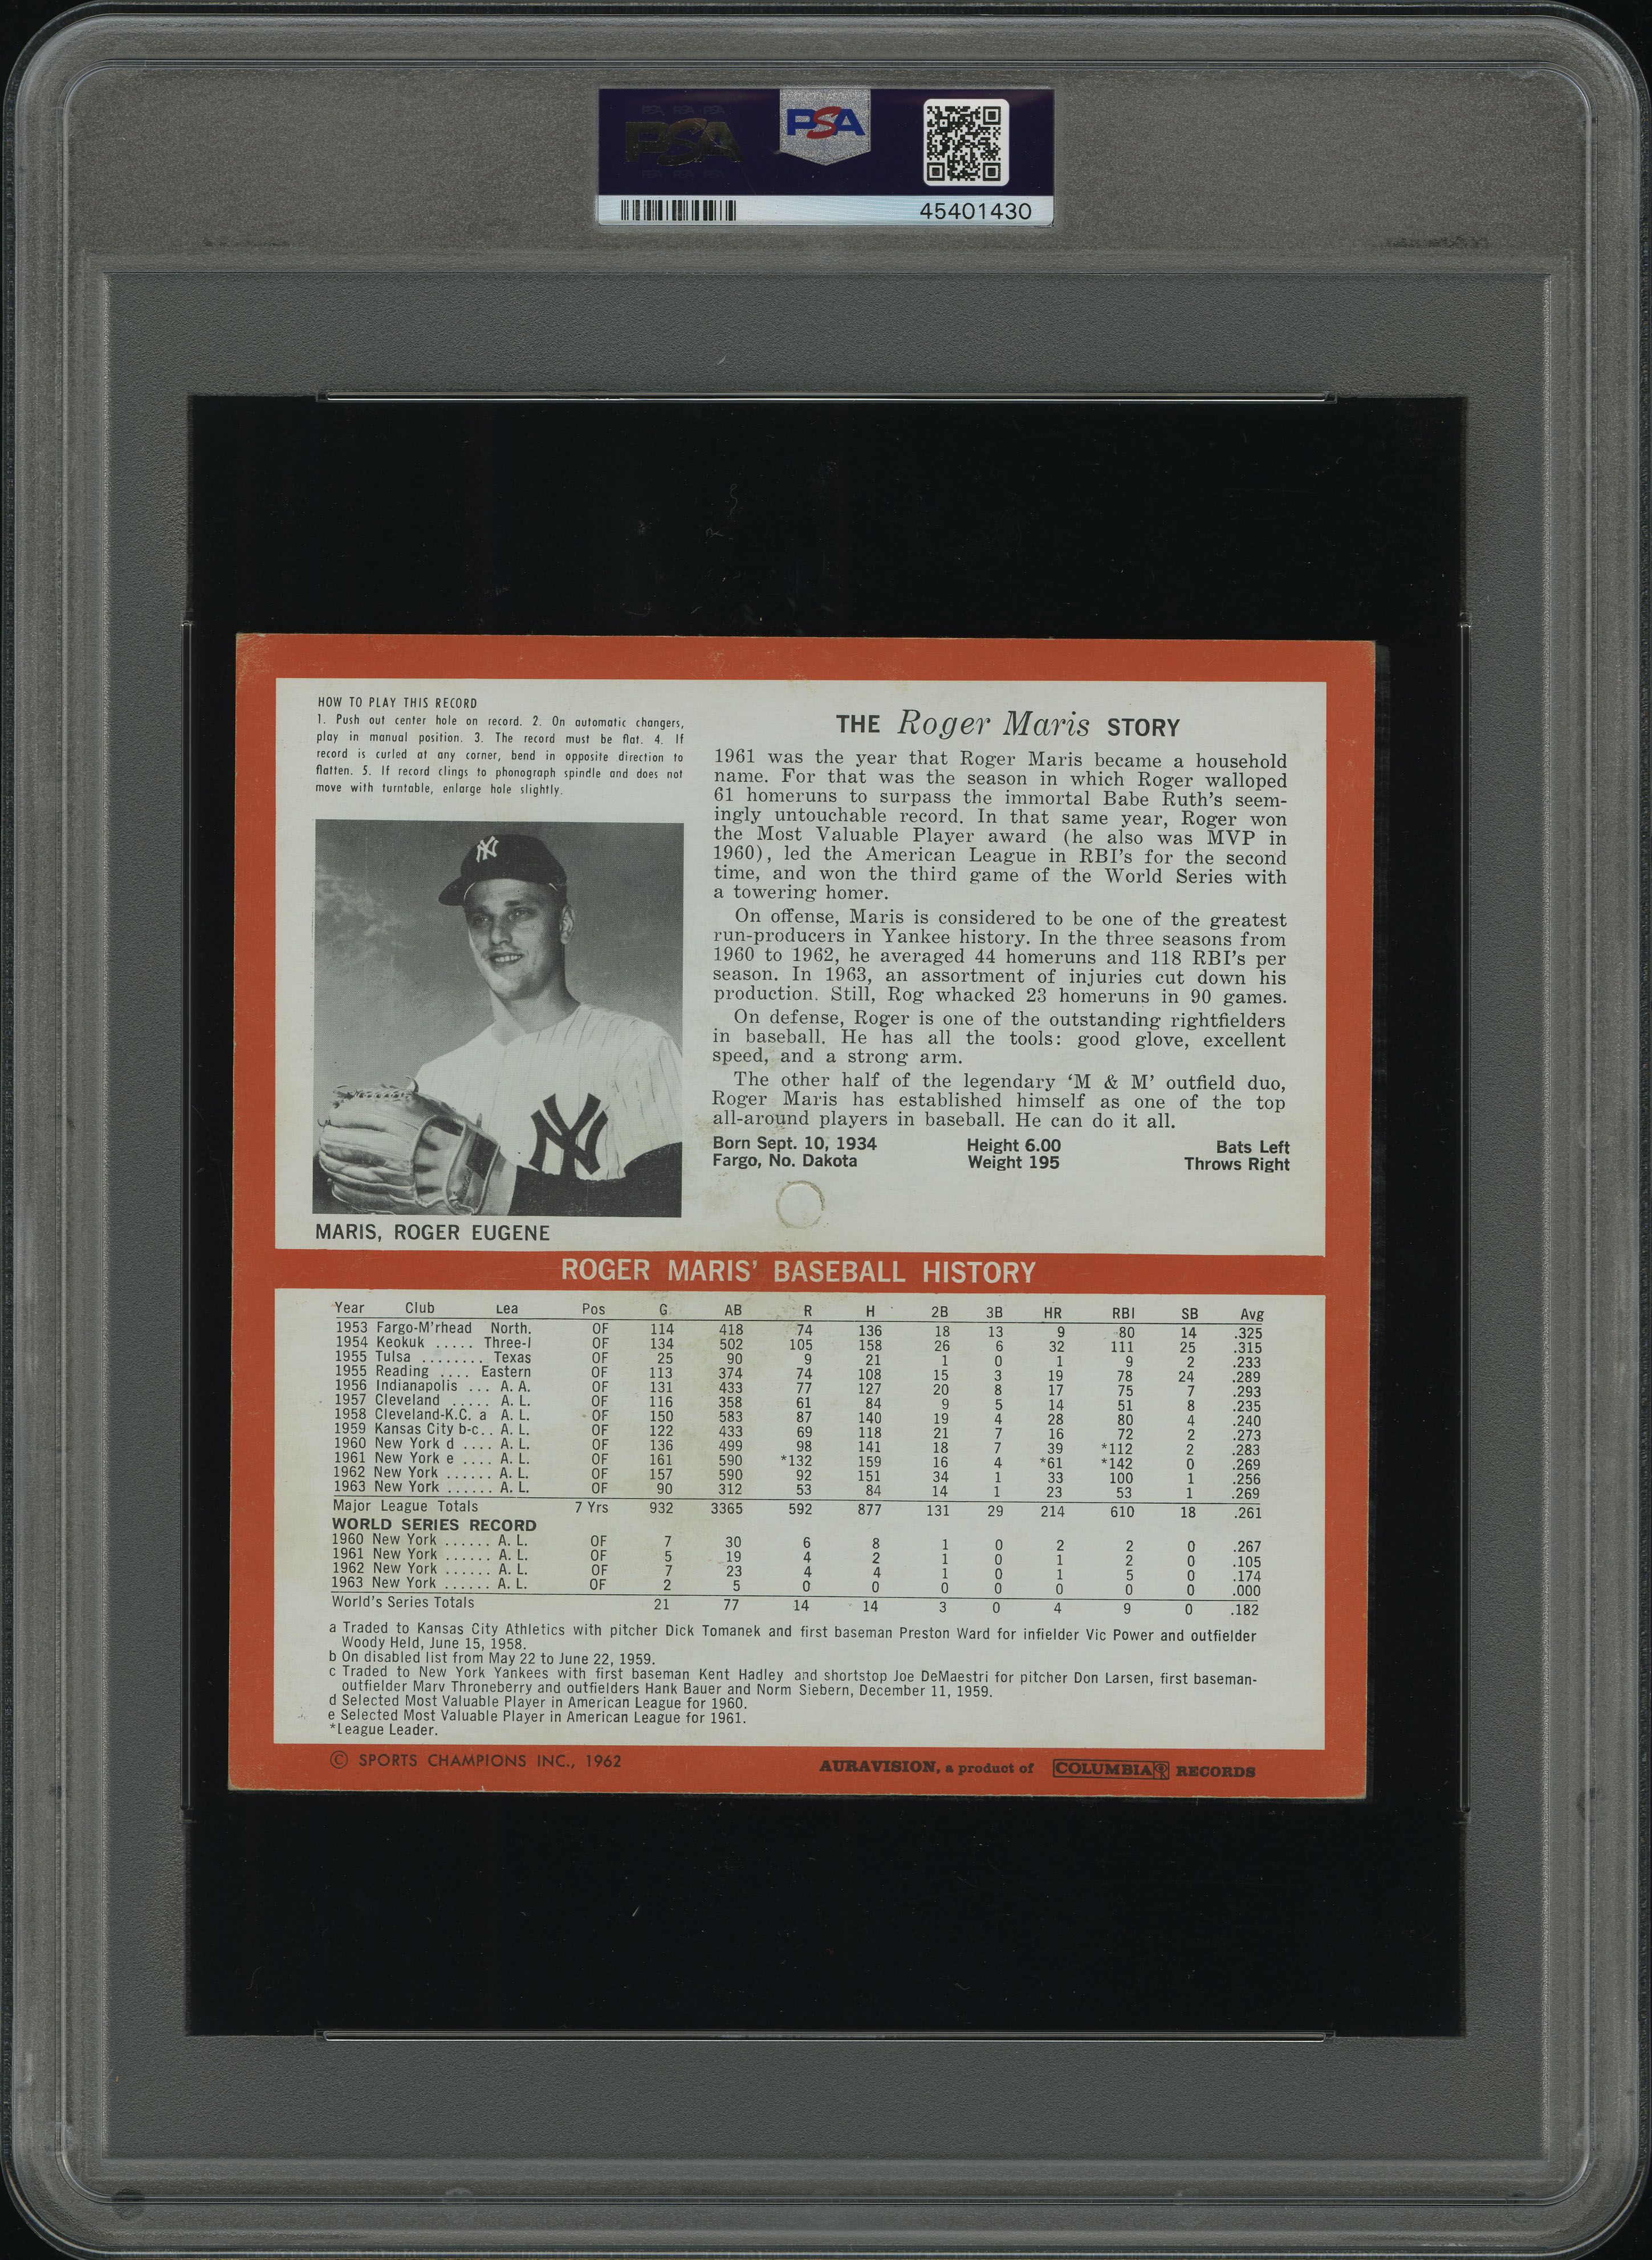 PSA PSA PSA
PSA
PSA PSA PSA
PSA
45401430
HOW TO PLAY THIS RECORD
1. Push out center hole on record. 2. On automatic changers,
play in manual position. 3. The record must be flat. 4. If
record is curled at any corner, bend in opposite direction to
flatten. 5. If record clings to phonograph spindle and does not
move with turntable, enlarge hole slightly.
NY
NY
MARIS, ROGER EUGENE
THE Roger Maris STORY
1961 was the year that Roger Maris became a household
name. For that was the season in which Roger walloped
61 homeruns to surpass the immortal Babe Ruth's seem-
ingly untouchable record. In that same year, Roger won
the Most Valuable Player award (he also was MVP in
1960), led the American League in RBI's for the second
time, and won the third game of the World Series with
a towering homer.
On offense, Maris is considered to be one of the greatest
run-producers in Yankee history. In the three seasons from
1960 to 1962, he averaged 44 homeruns and 118 RBI's per
season. In 1963, an assortment of injuries cut down his
production. Still, Rog whacked 23 homeruns in 90 games.
On defense, Roger is one of the outstanding rightfielders
in baseball. He has all the tools: good glove, excellent
speed, and a strong arm.
The other half of the legendary 'M & M' outfield duo,
Roger Maris has established himself as one of the top
all-around players in baseball. He can do it all.
Born Sept. 10, 1934 Height 6.00 Bats Left
Fargo, No. Dakota Weight 195 Throws Right
ROGER MARIS' BASEBALL HISTORY
Year Club Lea Pos G AB R H 2B 3B HR RBI SB Avg
1953 Fargo-M'rhead North. OF 114 418 74 136 18 13 9 80 14 .325
1954 Keokuk ..... Three-I OF 134 502 105 158 26 6 32 111 25 .315
1955 Tulsa ........ Texas OF 25 90 9 21 1 0 1 9 2 .233
1955 Reading .... Eastern OF 113 374 74 108 15 3 19 78 24 .289
1956 Indianapolis ... A. A. OF 131 433 77 127 20 8 17 75 7 .293
1957 Cleveland ..... A. L. OF 116 358 61 84 9 5 14 51 8 .235
1958 Cleveland-K.C. a A. L. OF 150 583 87 140 19 4 28 80 4 .240
1959 Kansas City b-c.. A. L. OF 122 433 69 118 21 7 16 72 2 .273
1960 New York d .... A. L. OF 136 499 98 141 18 7 39 *112 2 .283
1961 New York e .... A. L. OF 161 590 *132 159 16 4 *61 *142 0 .269
1962 New York ...... A. L. OF 157 590 92 151 34 1 33 100 1 .256
1963 New York ...... A. L. OF 90 312 53 84 14 1 23 53 1 .269
Major League Totals 7 Yrs 932 3365 592 877 131 29 214 610 18 .261
WORLD SERIES RECORD
1960 New York ...... A. L. OF 7 30 6 8 1 0 2 2 0 .267
1961 New York ...... A. L. OF 5 19 4 2 1 0 1 2 0 .105
1962 New York ...... A. L. OF 7 23 4 4 1 0 1 5 0 .174
1963 New York ...... A. L. OF 2 5 0 0 0 0 0 0 0 .000
World's Series Totals 21 77 14 14 3 0 4 9 0 .182
a Traded to Kansas City Athletics with pitcher Dick Tomanek and first baseman Preston Ward for infielder Vic Power and outfielder
Woody Held, June 15, 1958.
b On disabled list from May 22 to June 22, 1959.
c Traded to New York Yankees with first baseman Kent Hadley and shortstop Joe DeMaestri for pitcher Don Larsen, first baseman-
outfielder Marv Throneberry and outfielders Hank Bauer and Norm Siebern, December 11, 1959.
d Selected Most Valuable Player in American League for 1960.
e Selected Most Valuable Player in American League for 1961.
*League Leader.
© SPORTS CHAMPIONS INC., 1962
AURAVISION, a product of COLUMBIA RECORDS